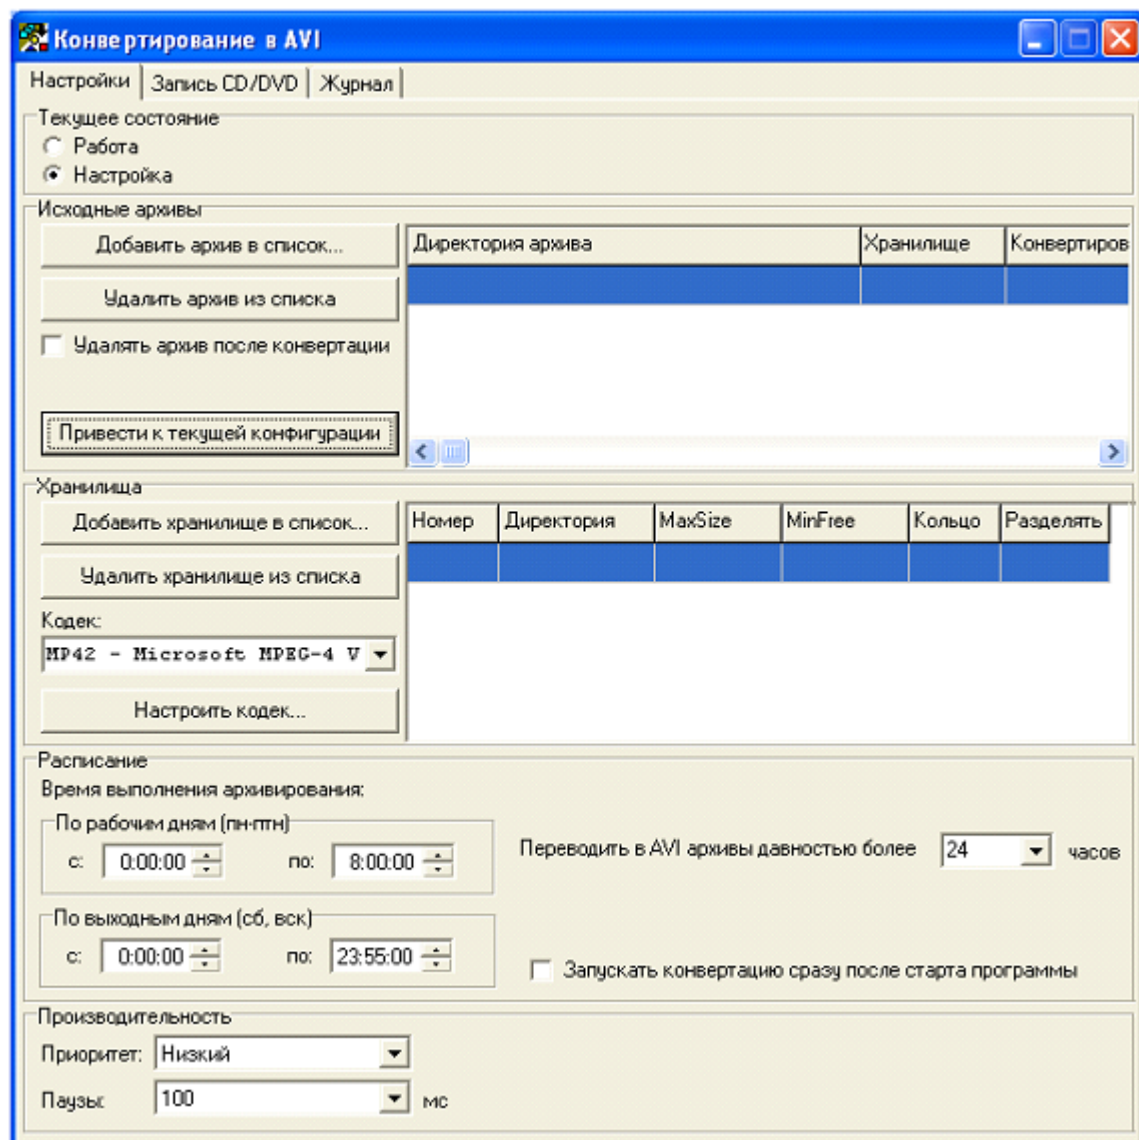 Конвертирование в AVI
Настройки Запись CD/DVD Журнал
Текущее состояние
Работа
Настройка
Исходные архивы
Добавить архив в список...
Удалить архив из списка
Удалять архив после конвертации
Привести к текущей конфигурации
Директория архива Хранилище Конвертиров
Хранилища
Добавить хранилище в список...
Удалить хранилище из списка
Кодек:
MP42 - Microsoft MPEG-4 V
Настроить кодек...
Номер Директория MaxSize MinFree Кольцо Разделять
Расписание
Время выполнения архивирования:
По рабочим дням (пн-птн)
с: 0:00:00 по: 8:00:00
Переводить в AVI архивы давностью более 24 часов
По выходным дням (сб, вск)
с: 0:00:00 по: 23:55:00
Запускать конвертацию сразу после старта программы
Производительность
Приоритет: Низкий
Паузы: 100 мс